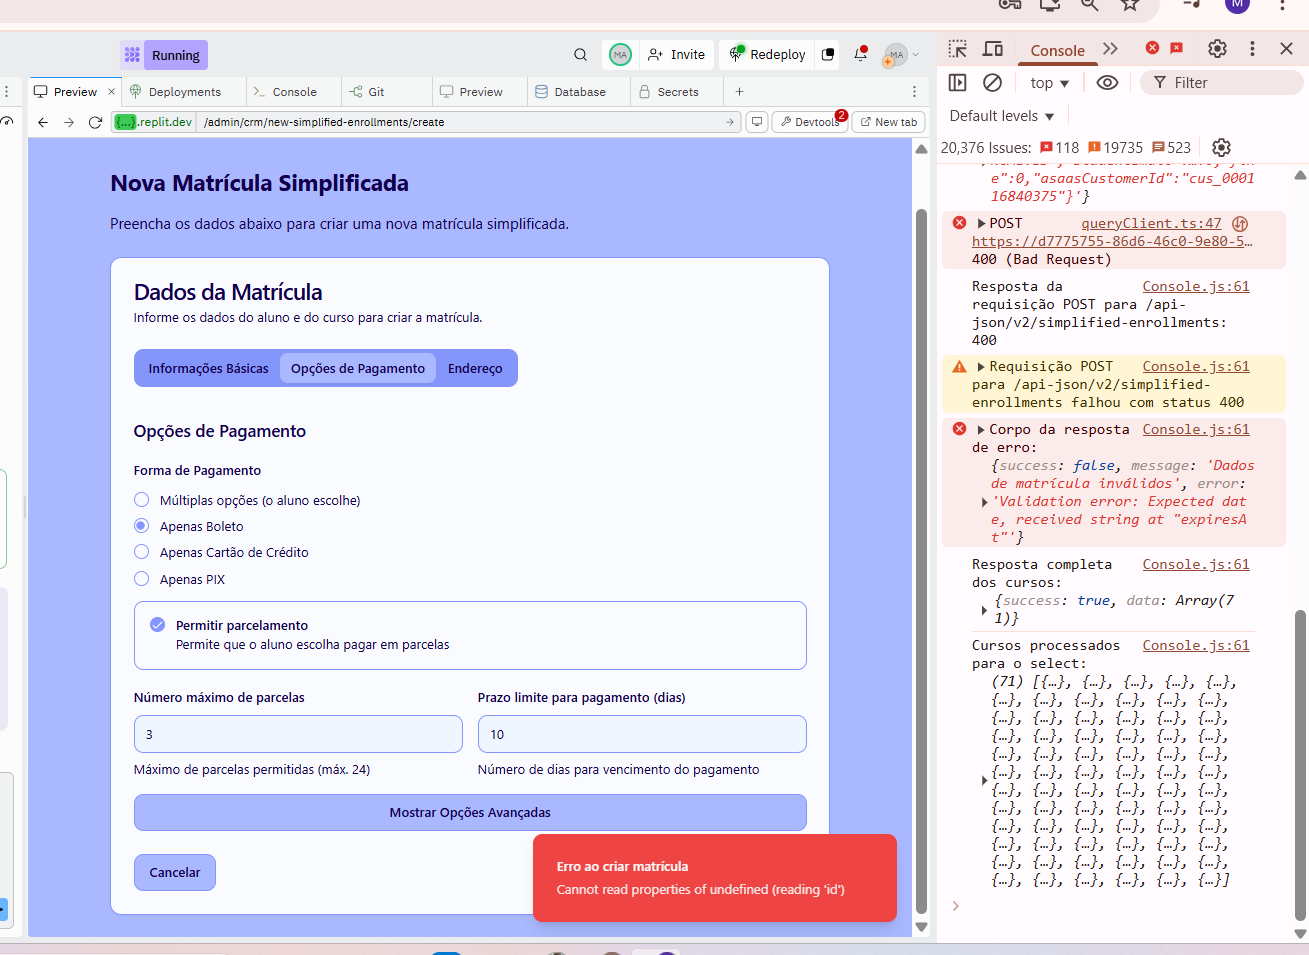 M
Running
MA
Invite
Redeploy
MA
Preview
Deployments
Console
Git
Preview
Database
Secrets
{...}.replit.dev
/admin/crm/new-simplified-enrollments/create
Devtools
2
New tab
Nova Matrícula Simplificada
Preencha os dados abaixo para criar uma nova matrícula simplificada.
Dados da Matrícula
Informe os dados do aluno e do curso para criar a matrícula.
Informações Básicas
Opções de Pagamento
Endereço
Opções de Pagamento
Forma de Pagamento
Múltiplas opções (o aluno escolhe)
Apenas Boleto
Apenas Cartão de Crédito
Apenas PIX
Permitir parcelamento
Permite que o aluno escolha pagar em parcelas
Número máximo de parcelas
3
Máximo de parcelas permitidas (máx. 24)
Prazo limite para pagamento (dias)
10
Número de dias para vencimento do pagamento
Mostrar Opções Avançadas
Cancelar
Erro ao criar matrícula
Cannot read properties of undefined (reading 'id')
Console
top
Filter
Default levels
20,376 Issues: 118 19735 523
e":0,"asaasCustomerId":"cus_0001
16840375"}'}
POST queryClient.ts:47
https://d7775755-86d6-46c0-9e80-5…
400 (Bad Request)
Resposta da Console.js:61
requisição POST para /api-
json/v2/simplified-enrollments:
400
Requisição POST Console.js:61
para /api-json/v2/simplified-
enrollments falhou com status 400
Corpo da resposta Console.js:61
de erro:
{success: false, message: 'Dados
de matrícula inválidos', error:
'Validation error: Expected dat
e, received string at "expiresA
t"'}
Resposta completa Console.js:61
dos cursos:
{success: true, data: Array(7
1)}
Cursos processados Console.js:61
para o select:
(71) [{…}, {…}, {…}, {…}, {…},
{…}, {…}, {…}, {…}, {…}, {…},
{…}, {…}, {…}, {…}, {…}, {…},
{…}, {…}, {…}, {…}, {…}, {…},
{…}, {…}, {…}, {…}, {…}, {…},
{…}, {…}, {…}, {…}, {…}, {…},
{…}, {…}, {…}, {…}, {…}, {…},
{…}, {…}, {…}, {…}, {…}, {…},
{…}, {…}, {…}, {…}, {…}, {…},
{…}, {…}, {…}, {…}, {…}, {…},
{…}, {…}, {…}, {…}, {…}, {…},
{…}, {…}, {…}, {…}, {…}, {…}]